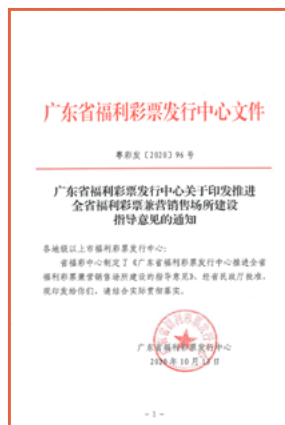 广东省福利彩票发行中心文件
粤彩发〔2020〕96号
广东省福利彩票发行中心关于印发推进
全省福利彩票兼营销售场所建设
指导意见的通知
各地级以上市福利彩票发行中心：
省福彩中心制定了《广东省福利彩票发行中心推进全省
福利彩票兼营销售场所建设的指导意见》，经省民政厅批准，
现印发给你们，请结合实际贯彻落实。
广东省福利彩票发行中心
2020年10月13日
- 1 -